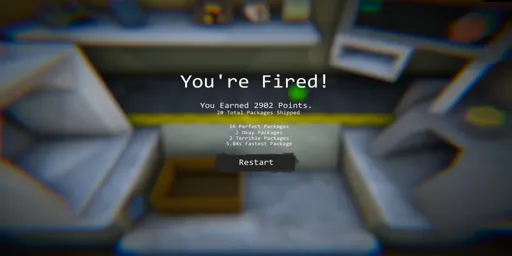 You're Fired!
You Earned 2902 Points.
20 Total Packages Shipped
16 Perfect Packages
2 Okay Packages
3 Terrible Packages
5.84s Fastest Package
Restart